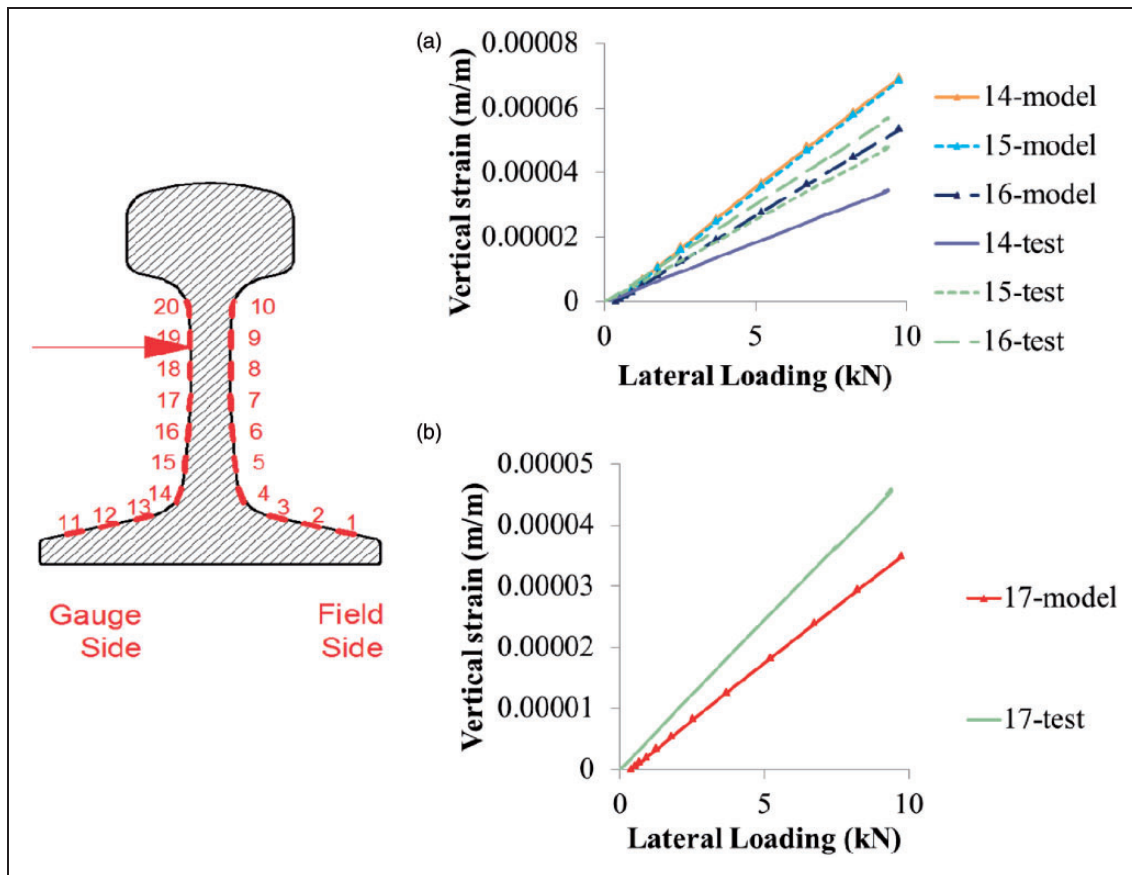 20 10
19 9
18 8
17 7
16 6
15 5
14 4
13 3
12 2
11 1
Gauge Side
Field Side
(a)
Vertical strain (m/m)
0.00008
0.00006
0.00004
0.00002
0
0 5 10
Lateral Loading (kN)
14-model
15-model
16-model
14-test
15-test
16-test
(b)
Vertical strain (m/m)
0.00005
0.00004
0.00003
0.00002
0.00001
0
0 5 10
Lateral Loading (kN)
17-model
17-test